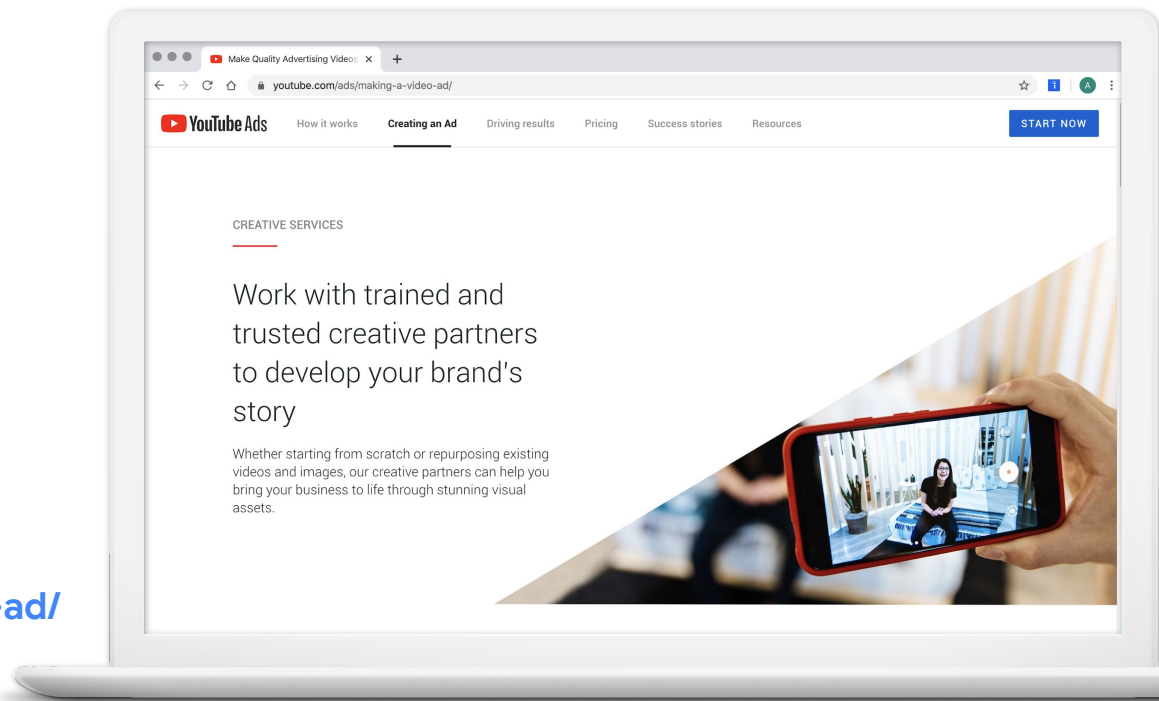 Make Quality Advertising Videos
youtube.com/ads/making-a-video-ad/
A
YouTube Ads
How it works
Creating an Ad
Driving results
Pricing
Success stories
Resources
START NOW
CREATIVE SERVICES
Work with trained and
trusted creative partners
to develop your brand's
story
Whether starting from scratch or repurposing existing
videos and images, our creative partners can help you
bring your business to life through stunning visual
assets.
-ad/